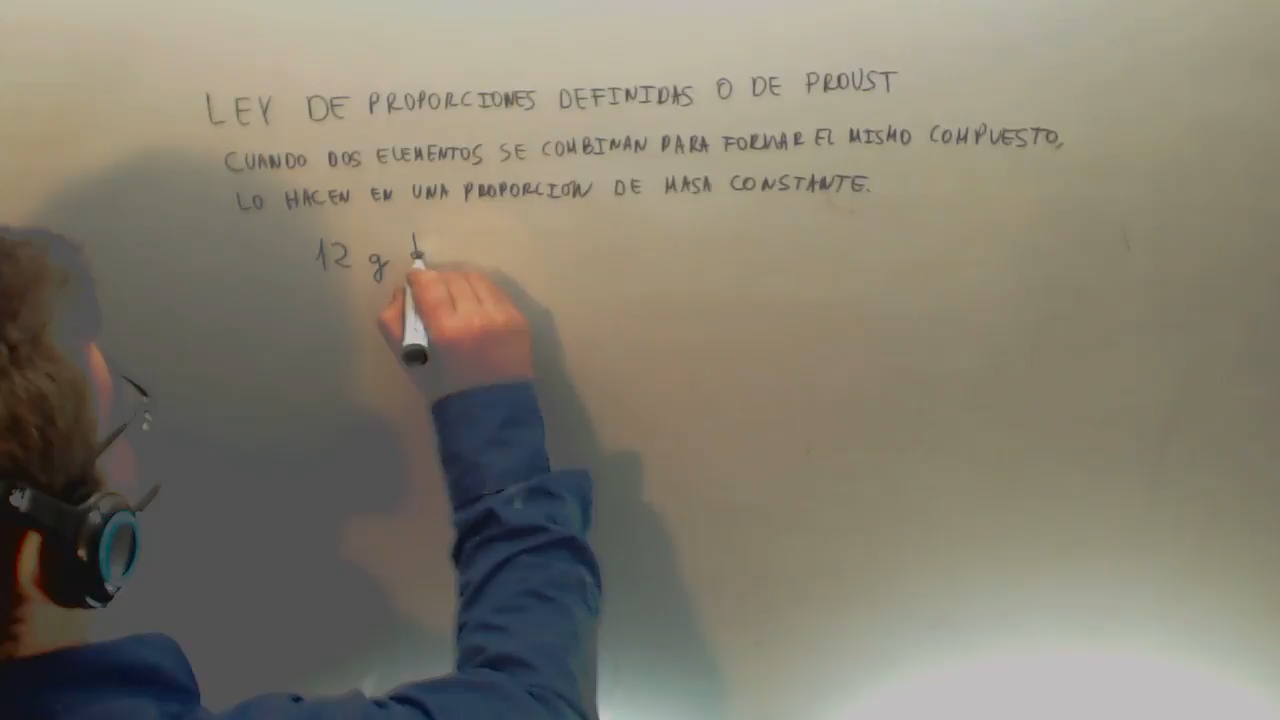 LEY DE PROPORCIONES DEFINIDAS O DE PROUST
CUANDO DOS ELEMENTOS SE COMBINAN PARA FORMAR EL MISMO COMPUESTO,
LO HACEN EN UNA PROPORCION DE MASA CONSTANTE.
12 g